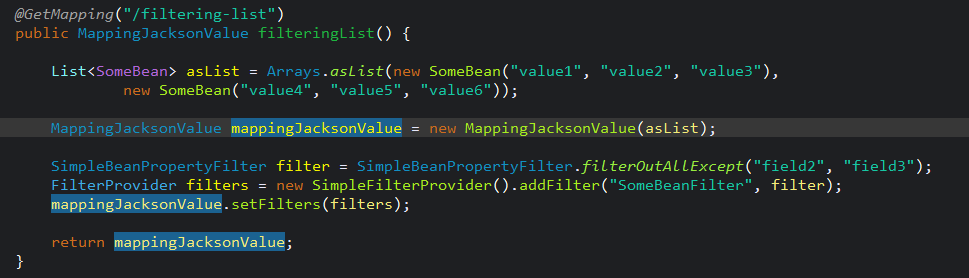 @GetMapping("/filtering-list")
public MappingJacksonValue filteringList() {
List<SomeBean> asList = Arrays.asList(new SomeBean("value1", "value2", "value3"),
new SomeBean("value4", "value5", "value6"));
MappingJacksonValue mappingJacksonValue = new MappingJacksonValue(asList);
SimpleBeanPropertyFilter filter = SimpleBeanPropertyFilter.filterOutAllExcept("field2", "field3");
FilterProvider filters = new SimpleFilterProvider().addFilter("SomeBeanFilter", filter);
mappingJacksonValue.setFilters(filters);
return mappingJacksonValue;
}